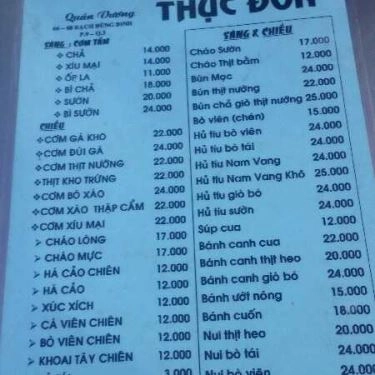 THỰC ĐƠN
Quán Dương
SÁNG : CƠM TẤM
CHẢ 14.000
XÍU MẠI 14.000
ỐP LA 11.000
BÌ CHẢ 18.000
SƯỜN 20.000
BÌ SƯỜN 24.000
CHIỀU
CƠM GÀ KHO 22.000
CƠM ĐÙI GÀ 24.000
CƠM THỊT NƯỚNG 22.000
THỊT KHO TRỨNG 22.000
CƠM BÒ XÀO 24.000
CƠM XÀO THẬP CẨM 22.000
CƠM XÍU MẠI 22.000
CHÁO LÒNG 17.000
CHÁO MỰC 17.000
HÁ CẢO CHIÊN 12.000
HÁ CẢO 12.000
XÚC XÍCH 12.000
CÁ VIÊN CHIÊN 12.000
BÒ VIÊN CHIÊN 12.000
KHOAI TÂY CHIÊN 12.000
3.000
SÁNG & CHIỀU
Cháo Sườn 17.000
Cháo Thịt bằm 12.000
Bún Mọc 24.000
Bún thịt nướng 22.000
Bún chả giò thịt nướng 25.000
Bò viên (chén) 15.000
Hủ tíu bò viên 24.000
Hủ tíu bò tái 24.000
Hủ tíu Nam Vang 24.000
Hủ tíu Nam Vang Khô 25.000
Hủ tíu giò bó 24.000
Hủ tíu sườn 24.000
Súp cua 12.000
Bánh canh cua 22.000
Bánh canh thịt heo 20.000
Bánh canh giò bó 24.000
Bánh ướt nóng 15.000
Bánh cuốn 18.000
Nui thịt heo 20.000
Nui bò tái 24.000
Nui bò viên 24.000